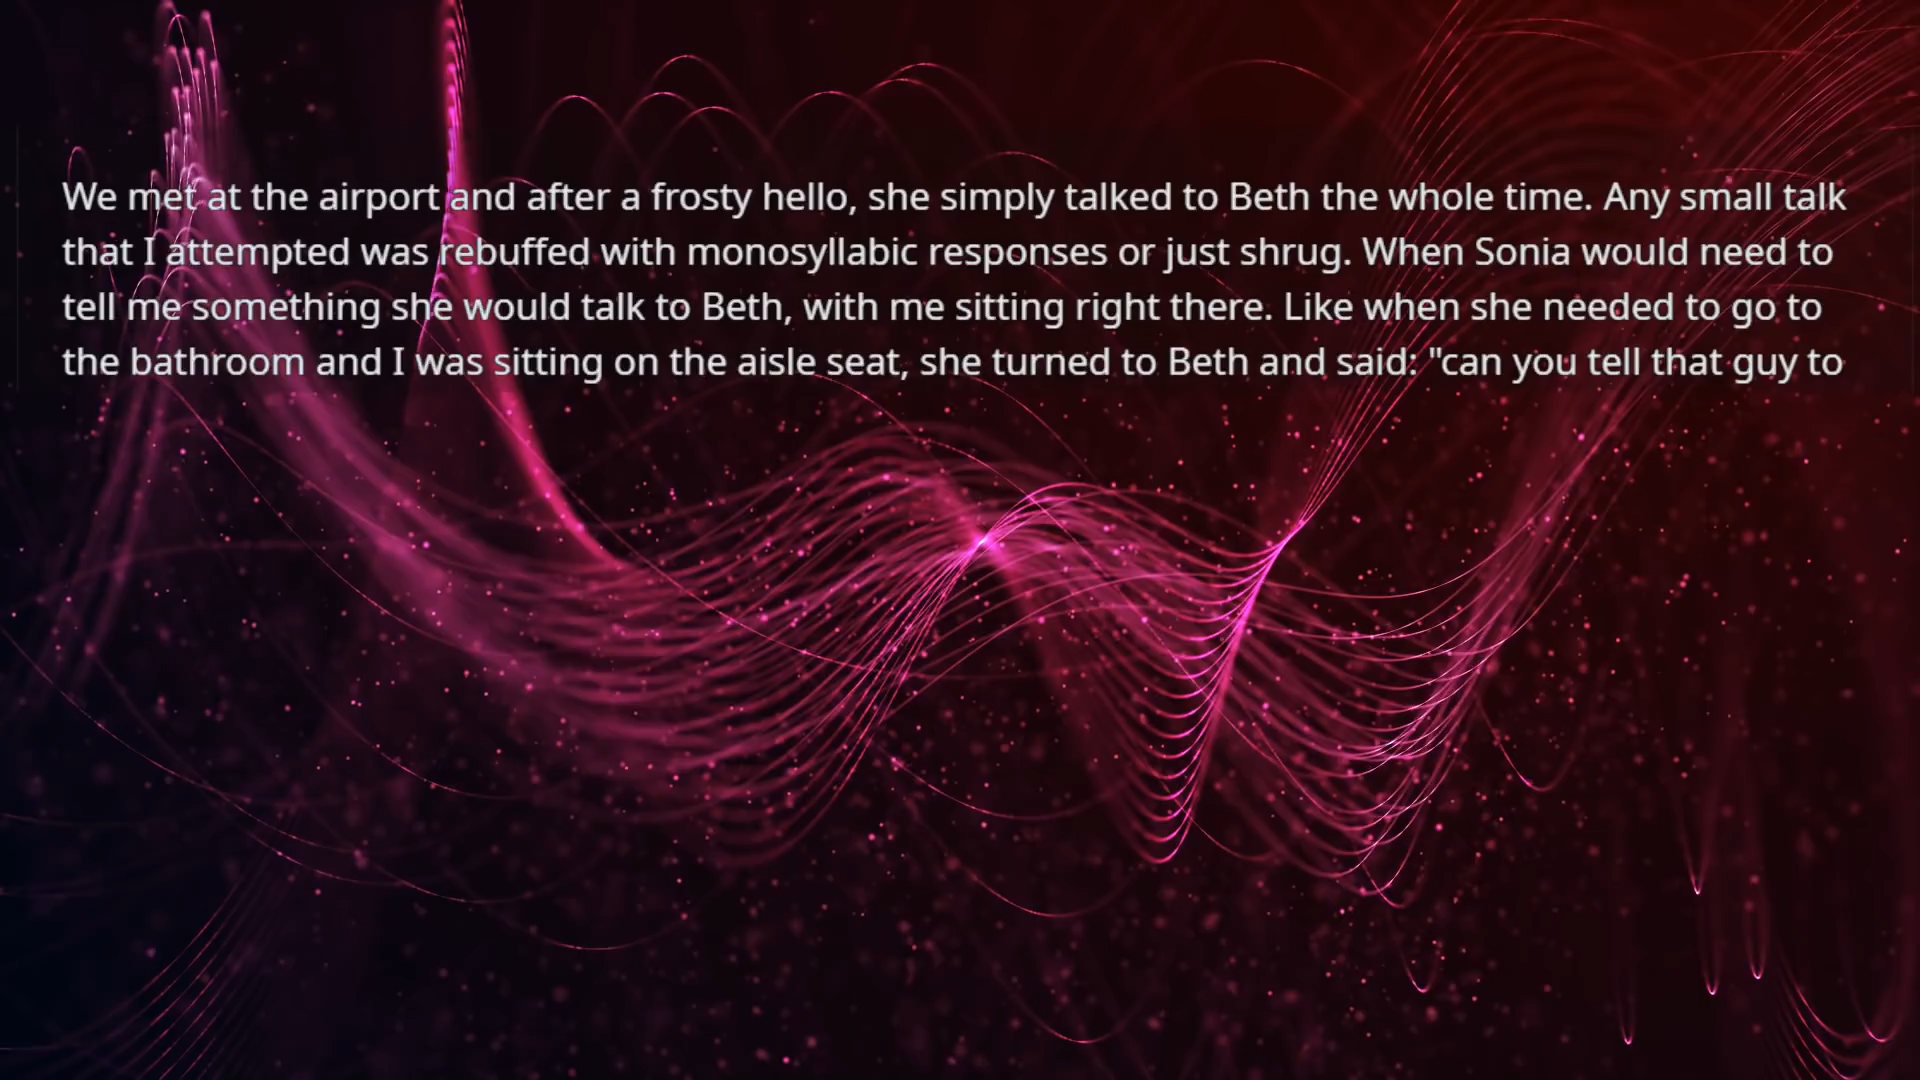 We met at the airport and after a frosty hello, she simply talked to Beth the whole time. Any small talk
that I attempted was rebuffed with monosyllabic responses or just shrug. When Sonia would need to
tell me something she would talk to Beth, with me sitting right there. Like when she needed to go to
the bathroom and I was sitting on the aisle seat, she turned to Beth and said: "can you tell that guy to